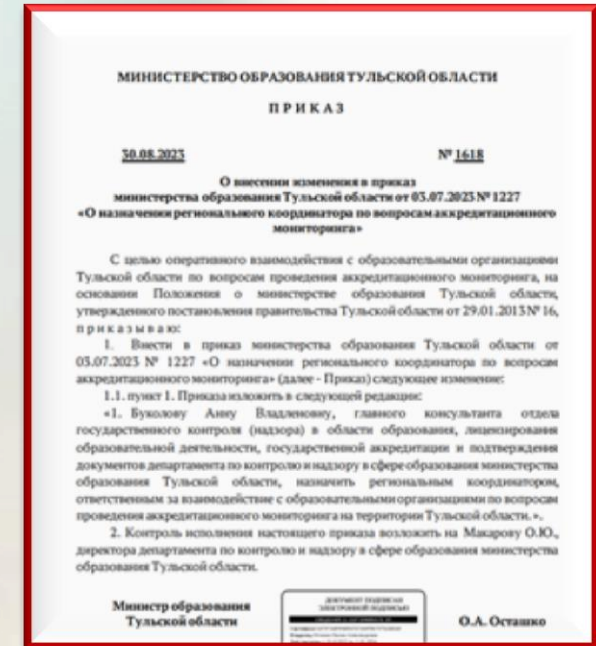 МИНИСТЕРСТВО ОБРАЗОВАНИЯ ТУЛЬСКОЙ ОБЛАСТИ
П Р И К А З
30.08.2023 № 1618
О внесении изменения в приказ
министерства образования Тульской области от 03.07.2023 № 1227
«О назначении регионального координатора по вопросам аккредитационного
мониторинга»
С целью оперативного взаимодействия с образовательными организациями
Тульской области по вопросам проведения аккредитационного мониторинга, на
основании Положения о министерстве образования Тульской области,
утвержденного постановления правительства Тульской области от 29.01.2013 № 16,
п р и к а з ы в а ю:
1. Внести в приказ министерства образования Тульской области от
03.07.2023 № 1227 «О назначении регионального координатора по вопросам
аккредитационного мониторинга» (далее - Приказ) следующее изменение:
1.1. пункт 1. Приказа изложить в следующей редакции:
«1. Буколову Анну Владленовну, главного консультанта отдела
государственного контроля (надзора) в области образования, лицензирования
образовательной деятельности, государственной аккредитации и подтверждения
документов департамента по контролю и надзору в сфере образования министерства
образования Тульской области, назначить региональным координатором,
ответственным за взаимодействие с образовательными организациями по вопросам
проведения аккредитационного мониторинга на территории Тульской области.».
2. Контроль исполнения настоящего приказа возложить на Макарову О.Ю.,
директора департамента по контролю и надзору в сфере образования министерства
образования Тульской области.
Министр образования
Тульской области
ДОКУМЕНТ ПОДПИСАН
ЭЛЕКТРОННОЙ ПОДПИСЬЮ
О.А. Осташко